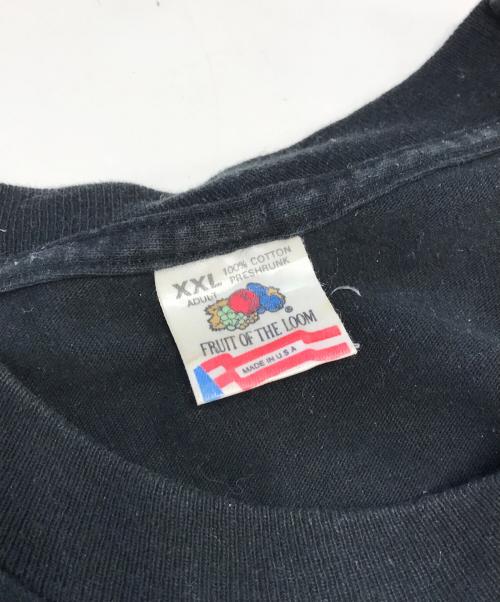 XXL 100% COTTON
ADULT PRESHRUNK
®
FRUIT OF THE LOOM
MADE IN U S A